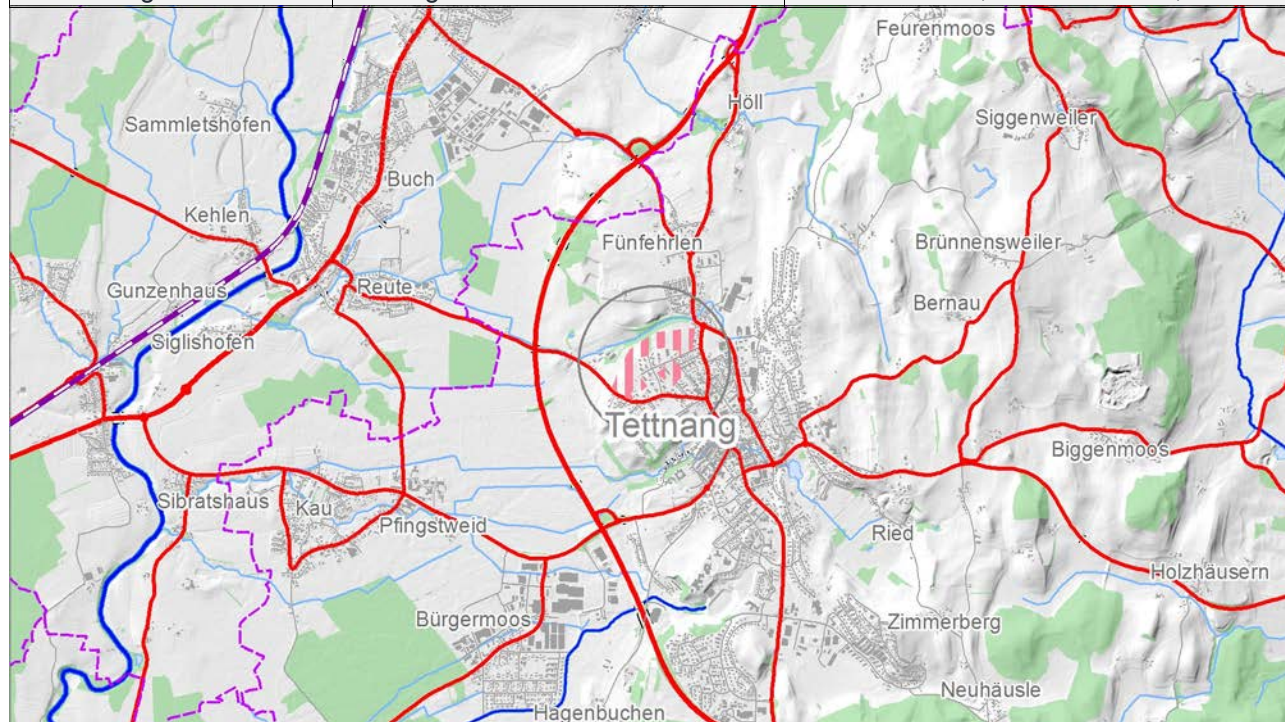 Feurenmoos
Höll
Sammletshofen
Siggenweiler
Buch
Kehlen
Fünfehrlen
Brünnensweiler
Gunzenhaus
Reute
Bernau
Siglishofen
Tettnang
Biggenmoos
Sibratshaus
Kau
Pfingstweid
Ried
Holzhäusern
Bürgermoos
Zimmerberg
Neuhäusle
Hagenbuchen